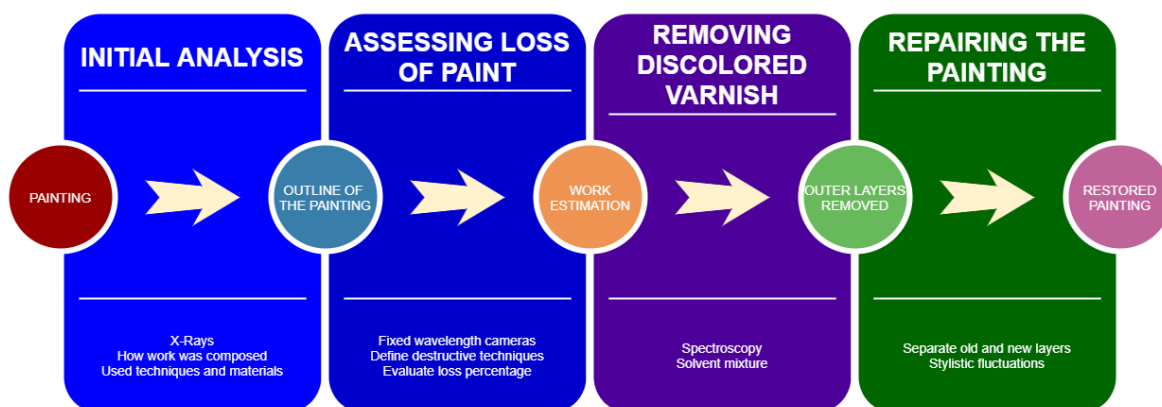 INITIAL ANALYSIS
ASSESSING LOSS
OF PAINT
REMOVING
DISCOLORED
VARNISH
REPAIRING THE
PAINTING
PAINTING
OUTLINE OF
THE PAINTING
WORK
ESTIMATION
OUTER LAYERS
REMOVED
RESTORED
PAINTING
X-Rays
How work was composed
Used techniques and materials
Fixed wavelength cameras
Define destructive techniques
Evaluate loss percentage
Spectroscopy
Solvent mixture
Separate old and new layers
Stylistic fluctuations